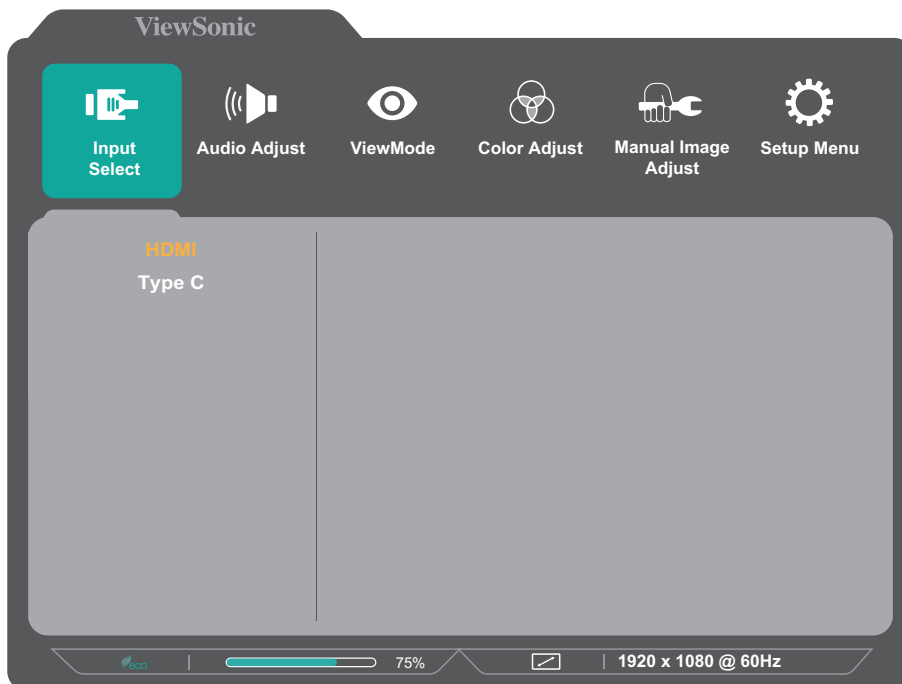 ViewSonic
Input
Select
Audio Adjust
ViewMode
Color Adjust
Manual Image
Adjust
Setup Menu
HDMI
Type C
eco
75%
1920 x 1080 @ 60Hz